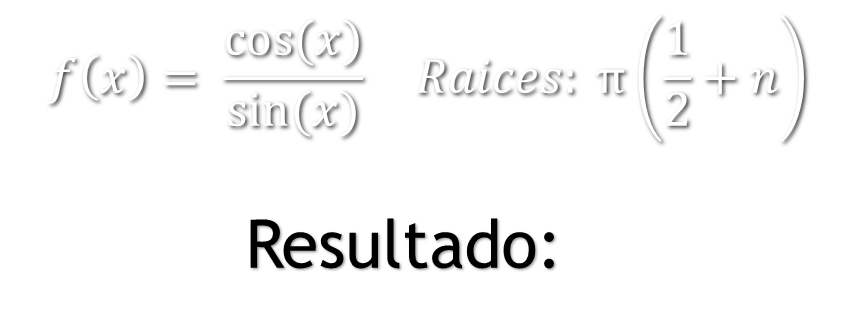 f(x) = cos(x)/sin(x) Raices: π(1/2 + n)
Resultado: